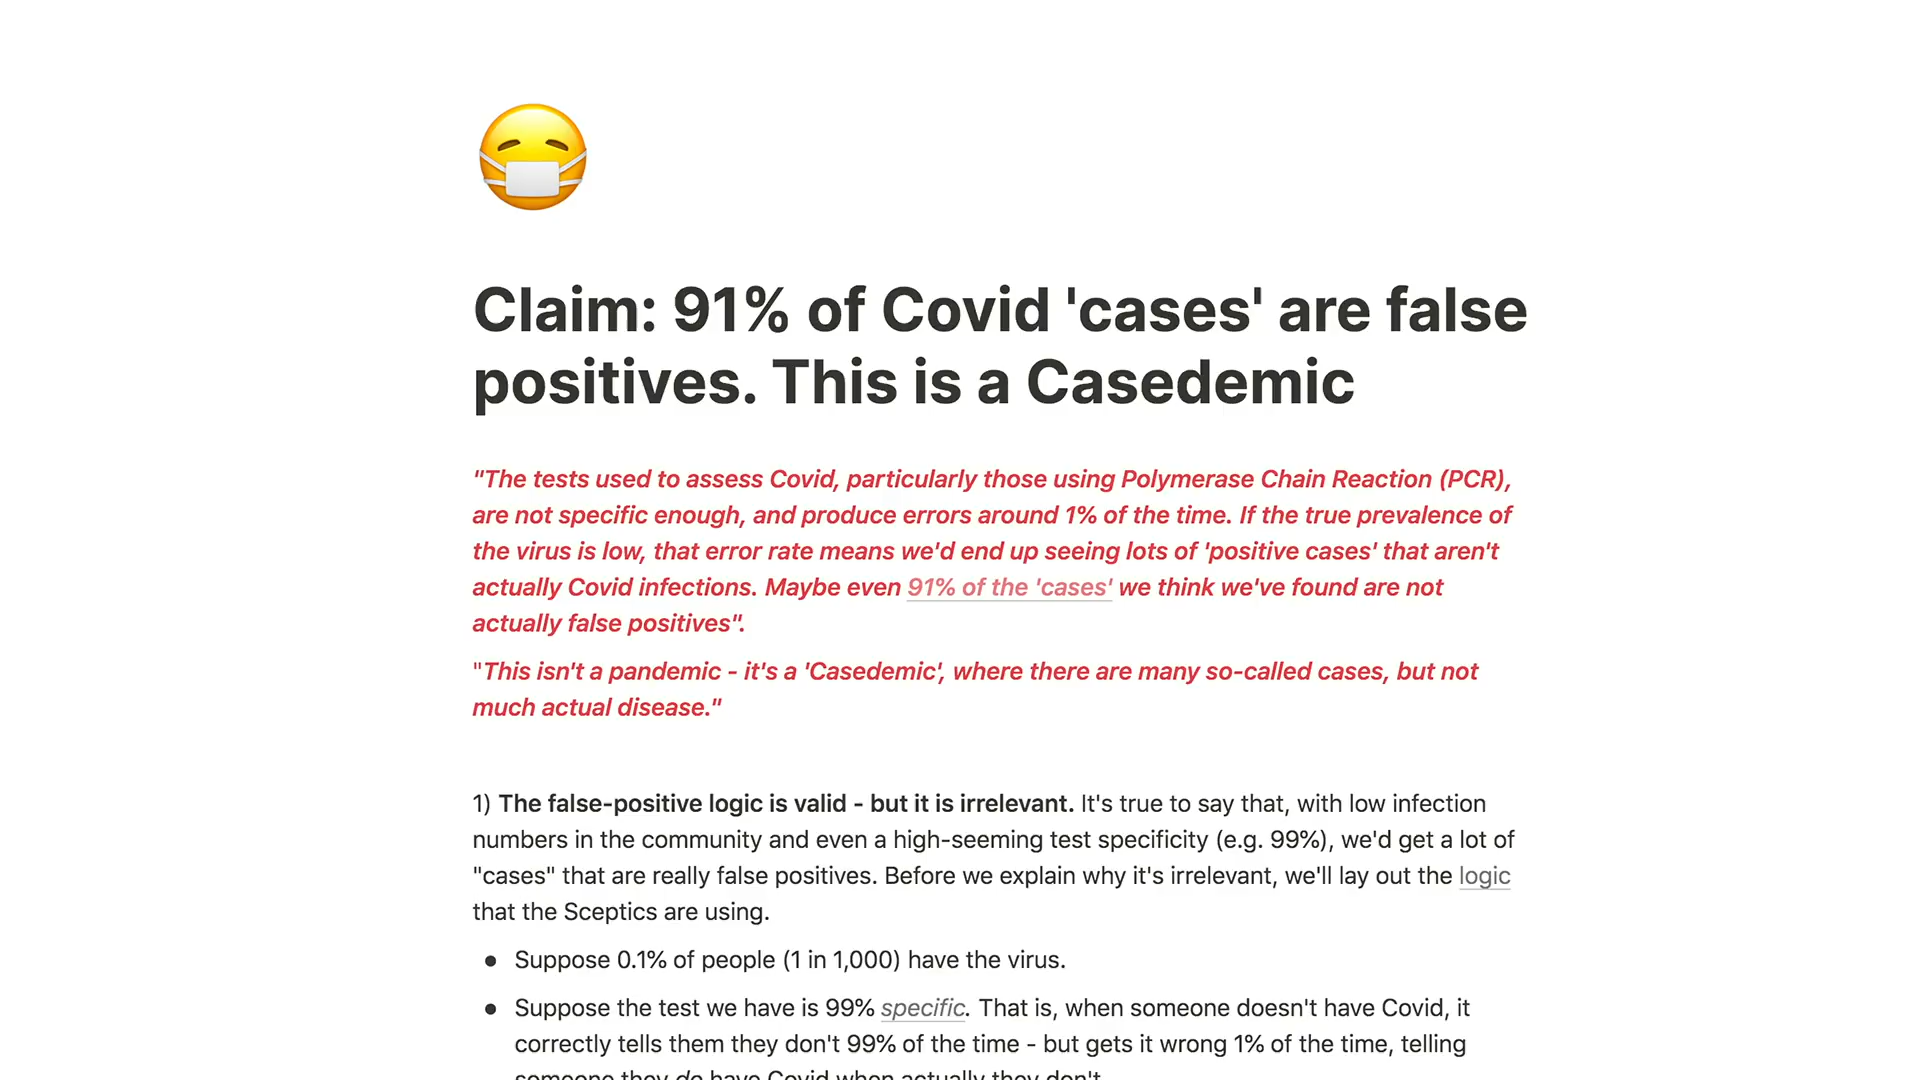 Claim: 91% of Covid 'cases' are false
positives. This is a Casedemic
"The tests used to assess Covid, particularly those using Polymerase Chain Reaction (PCR),
are not specific enough, and produce errors around 1% of the time. If the true prevalence of
the virus is low, that error rate means we'd end up seeing lots of 'positive cases' that aren't
actually Covid infections. Maybe even 91% of the 'cases' we think we've found are not
actually false positives".
"This isn't a pandemic - it's a 'Casedemic', where there are many so-called cases, but not
much actual disease."
1) The false-positive logic is valid - but it is irrelevant. It's true to say that, with low infection
numbers in the community and even a high-seeming test specificity (e.g. 99%), we'd get a lot of
"cases" that are really false positives. Before we explain why it's irrelevant, we'll lay out the logic
that the Sceptics are using.
● Suppose 0.1% of people (1 in 1,000) have the virus.
● Suppose the test we have is 99% specific. That is, when someone doesn't have Covid, it
correctly tells them they don't 99% of the time - but gets it wrong 1% of the time, telling
someone they do have Covid when actually they don't.